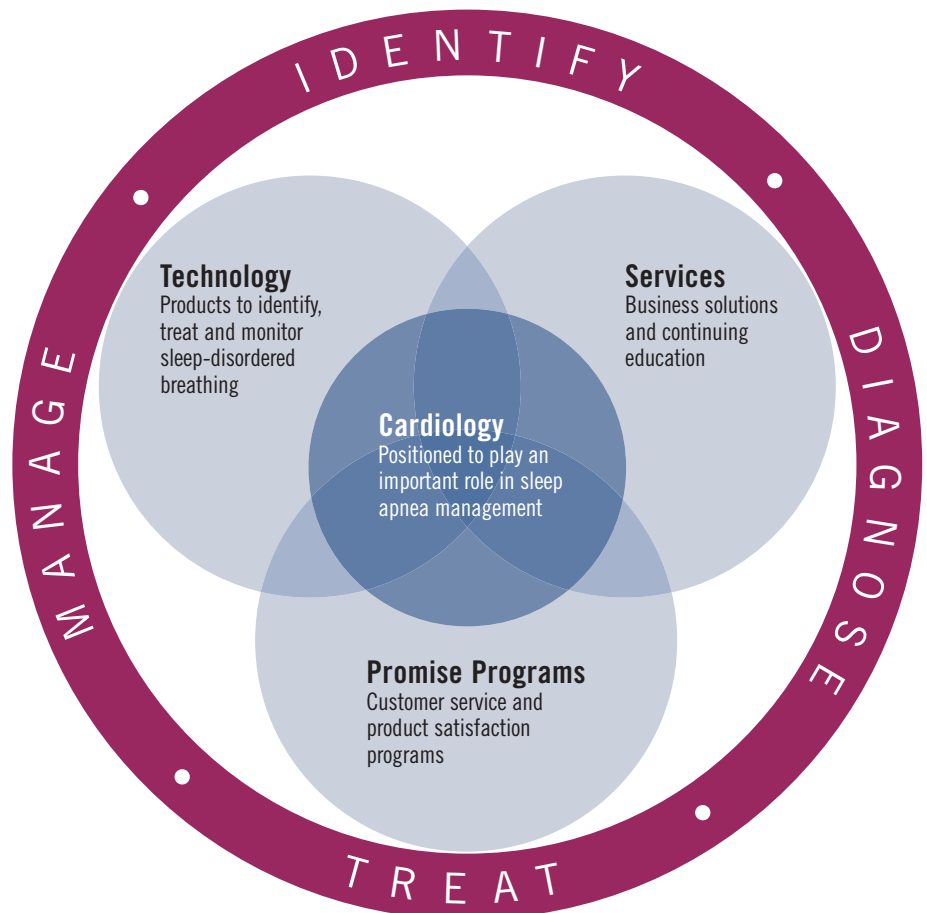 IDENTIFY
DIAGNOSE
TREAT
MANAGE
Technology
Products to identify,
treat and monitor
sleep-disordered
breathing
Services
Business solutions
and continuing
education
Cardiology
Positioned to play an
important role in sleep
apnea management
Promise Programs
Customer service and
product satisfaction
programs